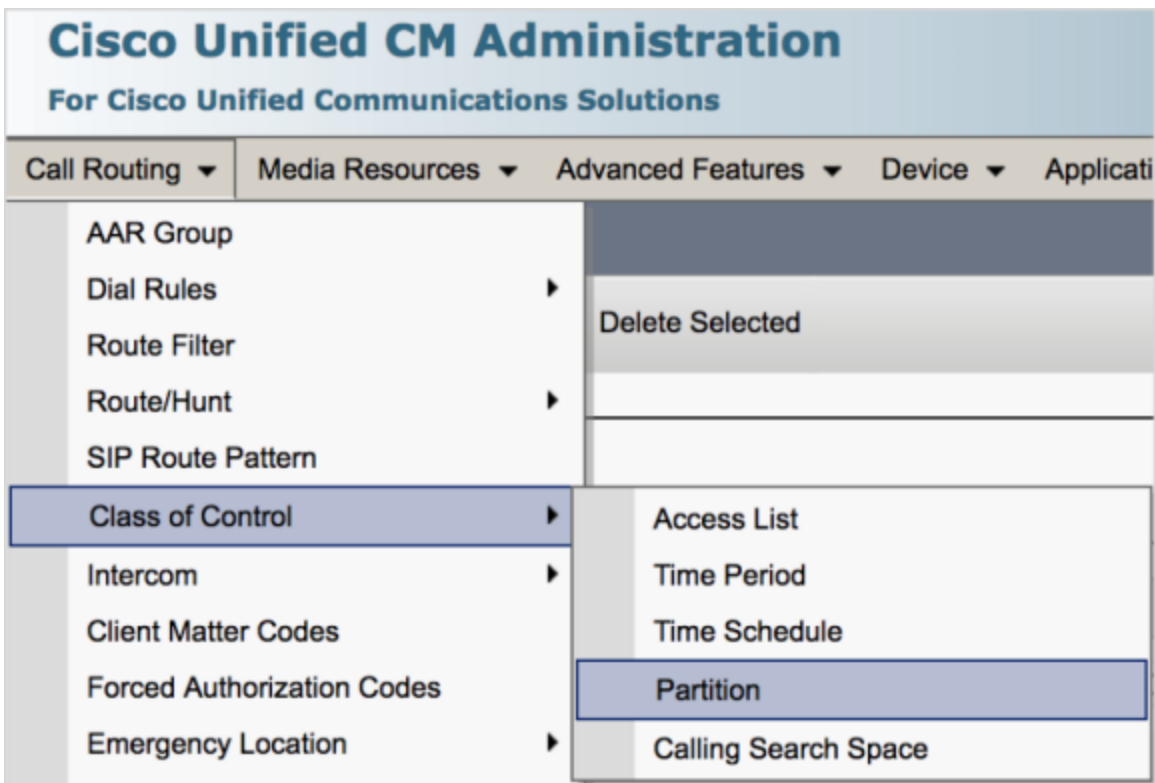 Cisco Unified CM Administration
For Cisco Unified Communications Solutions
Call Routing Media Resources Advanced Features Device Applicati
AAR Group
Dial Rules
Delete Selected
Route Filter
Route/Hunt
SIP Route Pattern
Class of Control
Access List
Intercom
Time Period
Client Matter Codes
Time Schedule
Forced Authorization Codes
Partition
Emergency Location
Calling Search Space